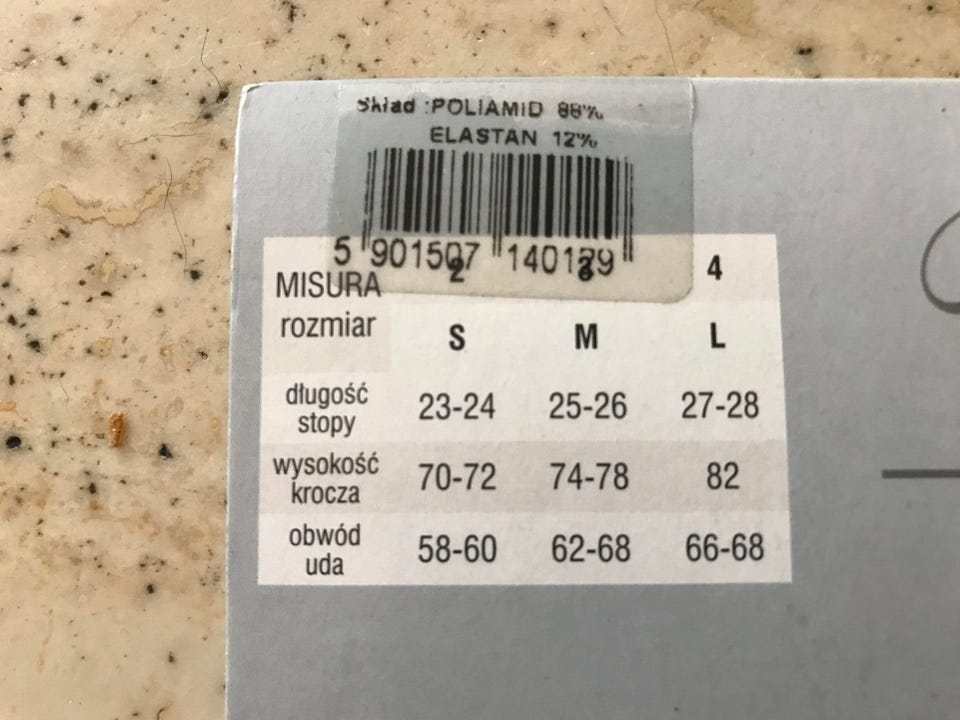 Skład :POLIAMID 88%
ELASTAN 12%
5 901507 140129
MISURA 2 3 4
rozmiar S M L
długość stopy 23-24 25-26 27-28
wysokość krocza 70-72 74-78 82
obwód uda 58-60 62-68 66-68